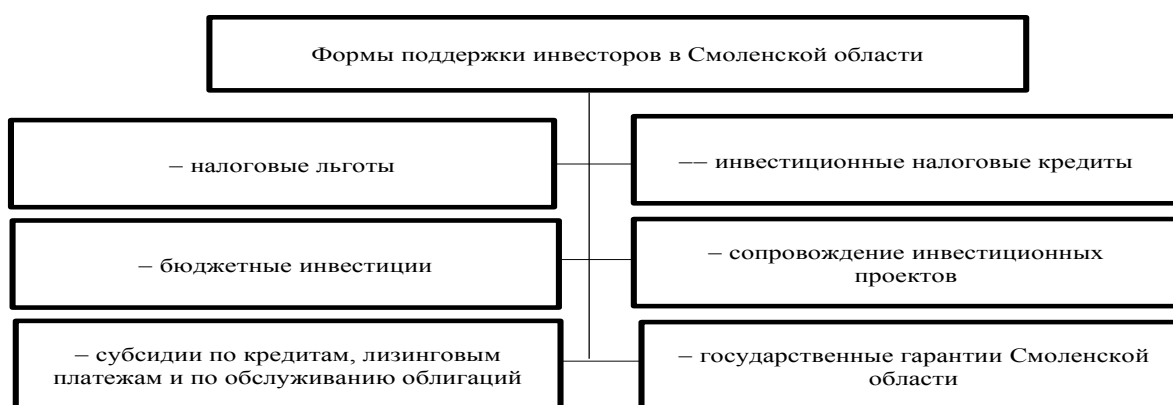 Формы поддержки инвесторов в Смоленской области
– налоговые льготы
–– инвестиционные налоговые кредиты
– бюджетные инвестиции
– сопровождение инвестиционных
проектов
– субсидии по кредитам, лизинговым
платежам и по обслуживанию облигаций
– государственные гарантии Смоленской
области